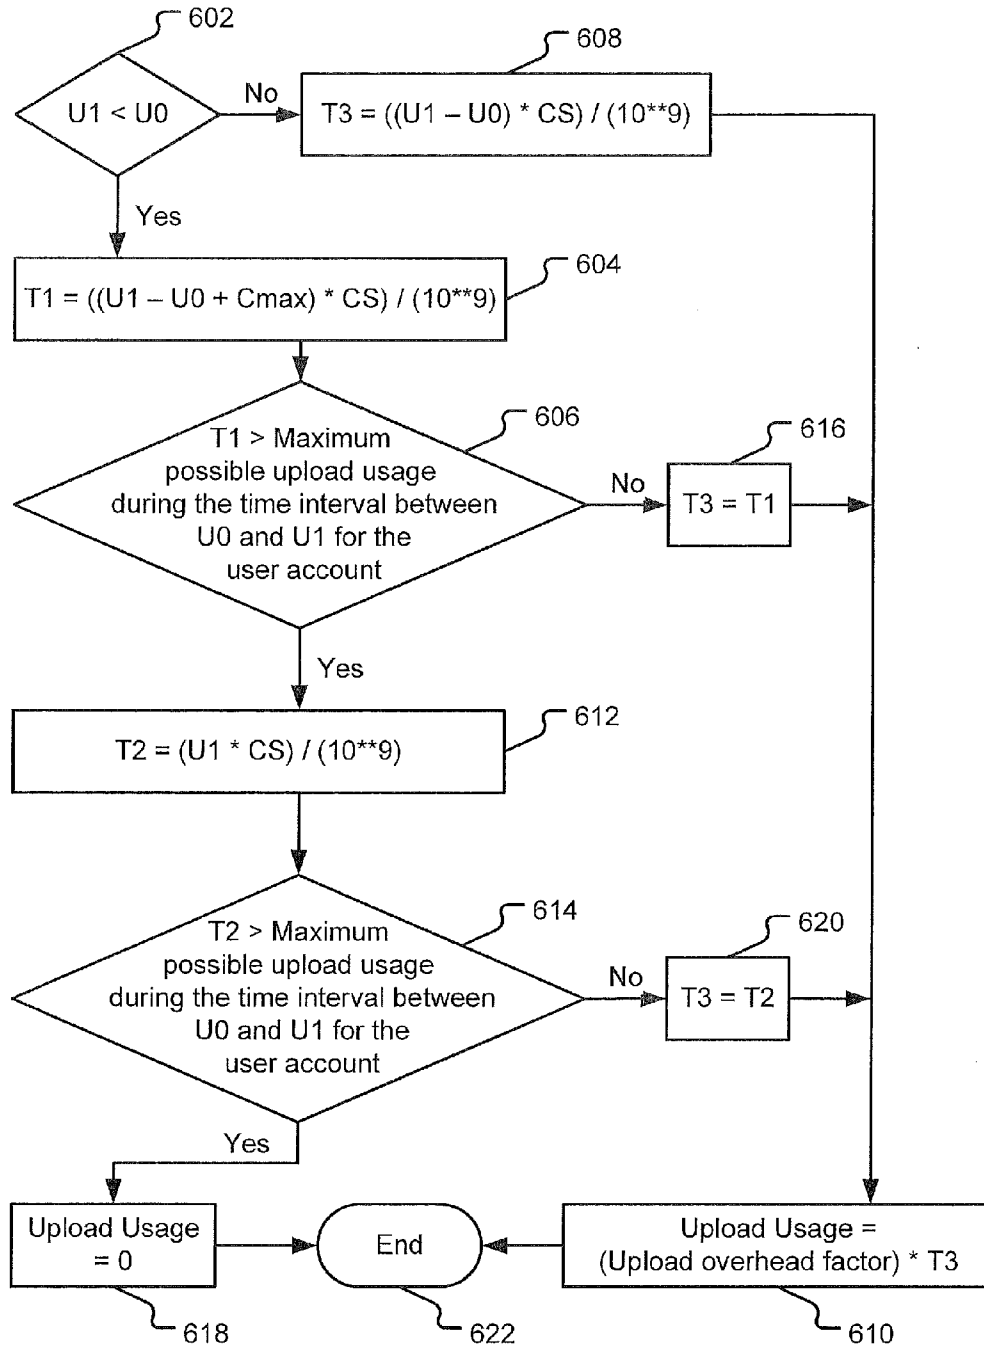 602
608
U1 < U0
No
T3 = ((U1 – U0) * CS) / (10**9)
Yes
604
T1 = ((U1 – U0 + Cmax) * CS) / (10**9)
606
616
T1 > Maximum
possible upload usage
during the time interval between
U0 and U1 for the
user account
No
T3 = T1
Yes
612
T2 = (U1 * CS) / (10**9)
614
620
T2 > Maximum
possible upload usage
during the time interval between
U0 and U1 for the
user account
No
T3 = T2
Yes
Upload Usage
= 0
End
Upload Usage =
(Upload overhead factor) * T3
618
622
610